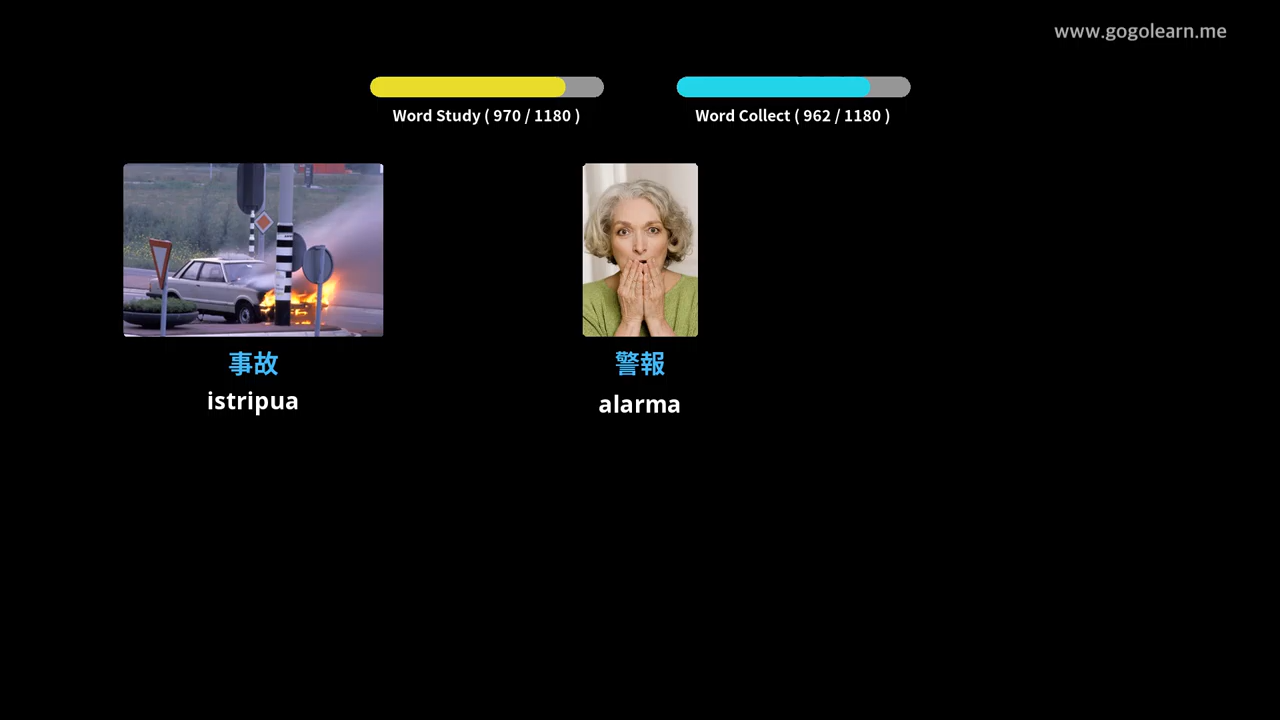 www.gogolearn.me
Word Study ( 970 / 1180 )
Word Collect ( 962 / 1180 )
事故
istripua
警報
alarma